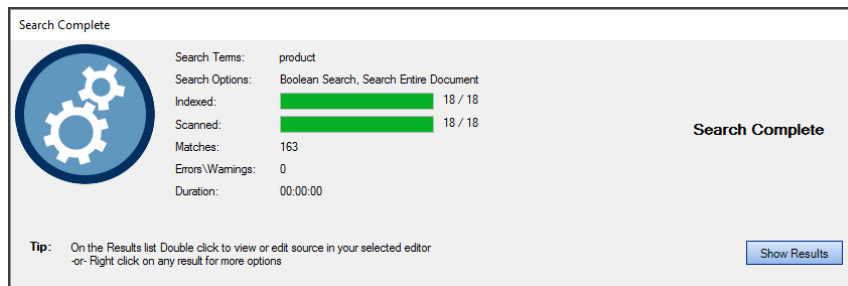 Search Complete
Search Terms: product
Search Options: Boolean Search, Search Entire Document
Indexed: 18 / 18
Scanned: 18 / 18
Matches: 163
Errors\Warnings: 0
Duration: 00:00:00
Search Complete
Tip: On the Results list Double click to view or edit source in your selected editor
-or- Right click on any result for more options
Show Results